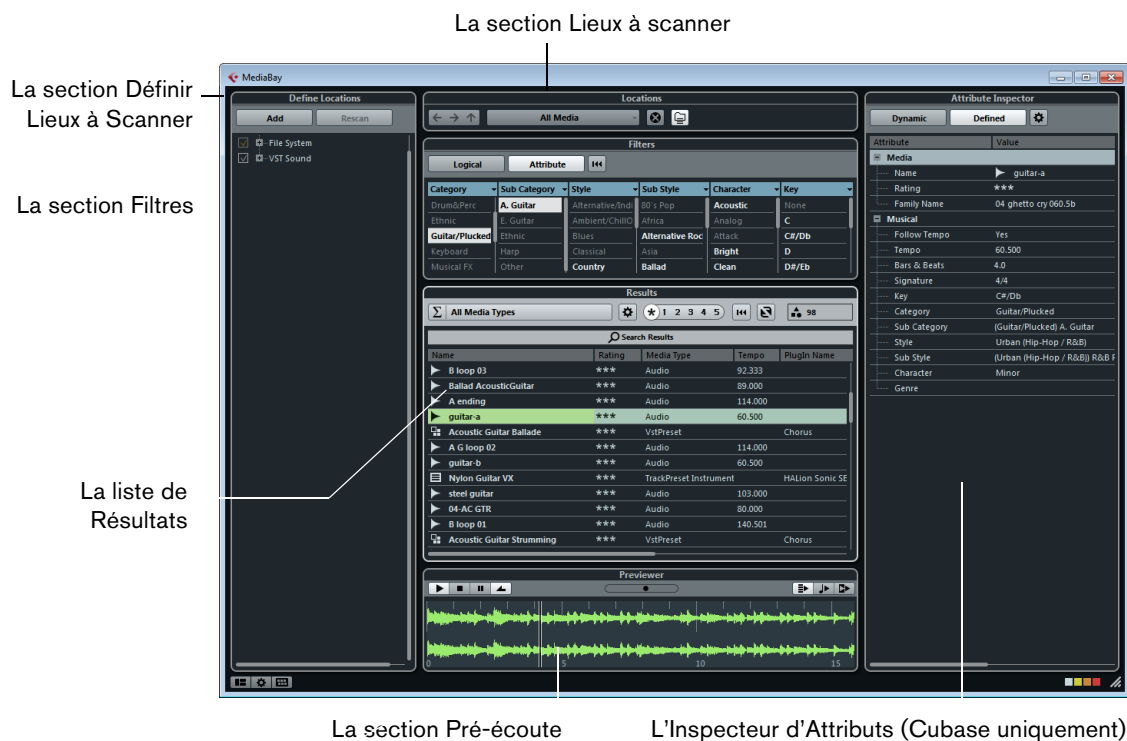 La section Lieux à scanner
La section Définir
Lieux à Scanner
La section Filtres
La liste de
Résultats
MediaBay
Define Locations
Add Rescan
File System
VST Sound
Locations
All Media
Filters
Logical Attribute
Category Sub Category Style Sub Style Character Key
Drum&Perc A. Guitar Alternative/Indi 80's Pop Acoustic None
Ethnic E. Guitar Ambient/ChillO Africa Analog C
Guitar/Plucked Ethnic Blues Alternative Roc Attack C#/Db
Keyboard Harp Classical Asia Bright D
Musical FX Other Country Ballad Clean D#/Eb
Results
All Media Types 1 2 3 4 5 98
Search Results
Name Rating Media Type Tempo PlugIn Name
B loop 03 *** Audio 92.333
Ballad AcousticGuitar *** Audio 89.000
A ending *** Audio 114.000
guitar-a *** Audio 60.500
Acoustic Guitar Ballade *** VstPreset Chorus
A G loop 02 *** Audio 114.000
guitar-b *** Audio 60.500
Nylon Guitar VX *** TrackPreset Instrument HALion Sonic SE
steel guitar *** Audio 103.000
04-AC GTR *** Audio 80.000
B loop 01 *** Audio 140.501
Acoustic Guitar Strumming *** VstPreset Chorus
Previewer
0 5 10 15
Attribute Inspector
Dynamic Defined
Attribute Value
Media
Name guitar-a
Rating ***
Family Name 04 ghetto cry 060.5b
Musical
Follow Tempo Yes
Tempo 60.500
Bars & Beats 4.0
Signature 4/4
Key C#/Db
Category Guitar/Plucked
Sub Category (Guitar/Plucked) A. Guitar
Style Urban (Hip-Hop / R&B)
Sub Style (Urban (Hip-Hop / R&B)) R&B F
Character Minor
Genre
La section Pré-écoute
L'Inspecteur d'Attributs (Cubase uniquement)